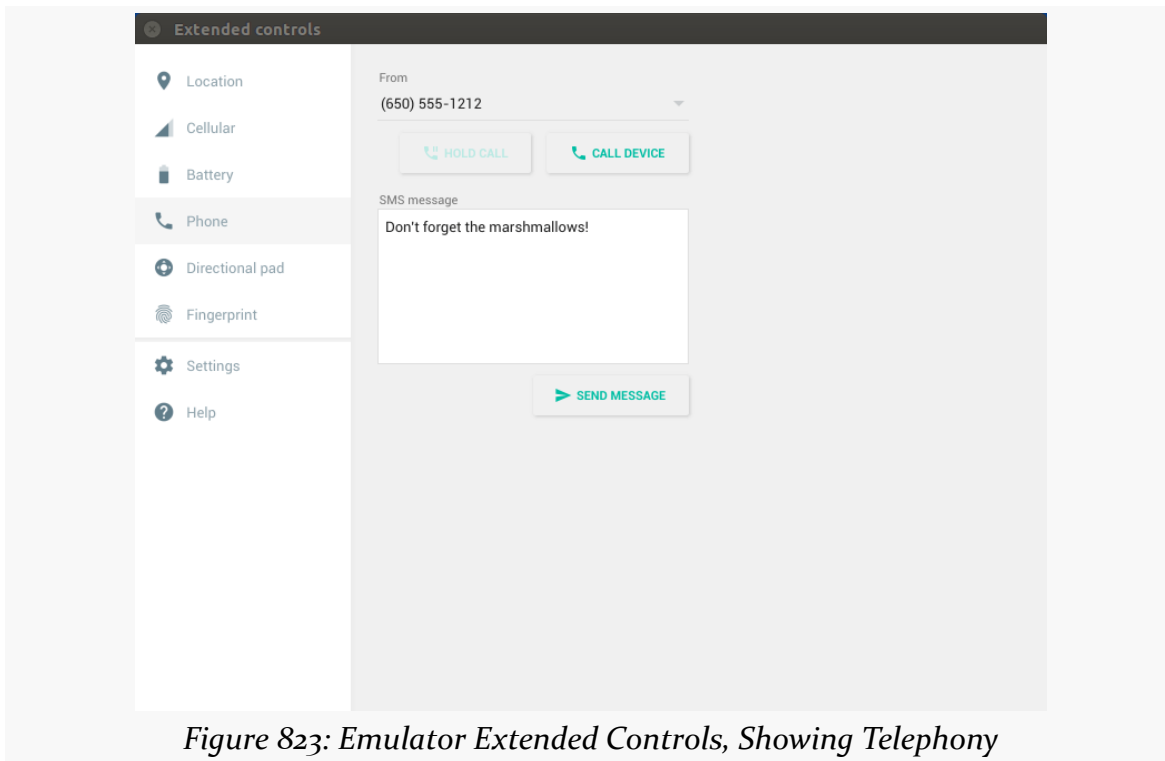 Extended controls
Location
Cellular
Battery
Phone
Directional pad
Fingerprint
Settings
Help
From
(650) 555-1212
HOLD CALL
CALL DEVICE
SMS message
Don't forget the marshmallows!
SEND MESSAGE
Figure 823: Emulator Extended Controls, Showing Telephony